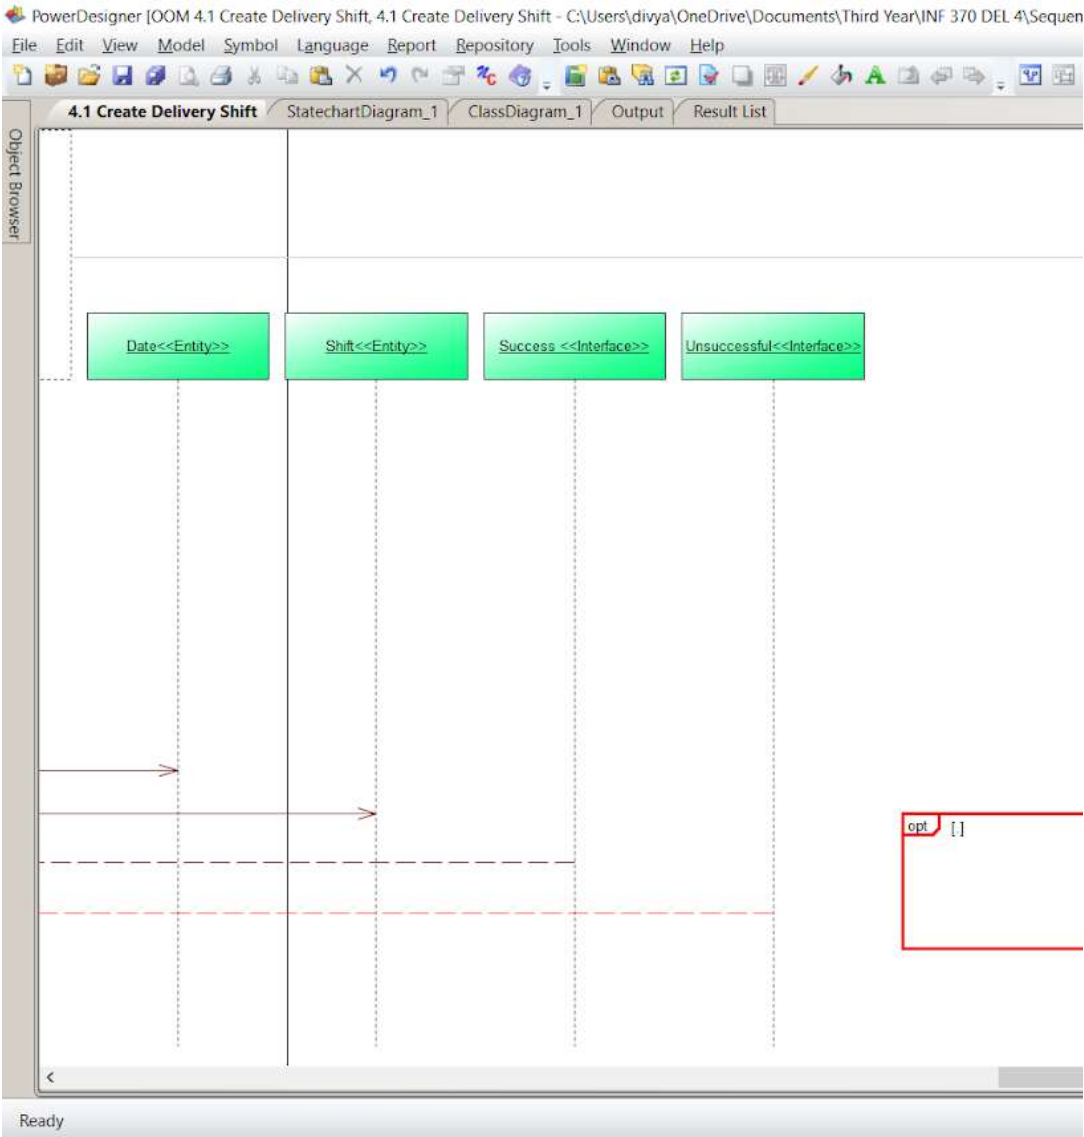 PowerDesigner [OOM 4.1 Create Delivery Shift, 4.1 Create Delivery Shift - C:\Users\divya\OneDrive\Documents\Third Year\INF 370 DEL 4\Sequen
File Edit View Model Symbol Language Report Repository Tools Window Help
4.1 Create Delivery Shift StatechartDiagram_1 ClassDiagram_1 Output Result List
Object Browser
Date<<Entity>> Shift<<Entity>> Success <<Interface>> Unsuccessful<<Interface>>
opt [.]
Ready